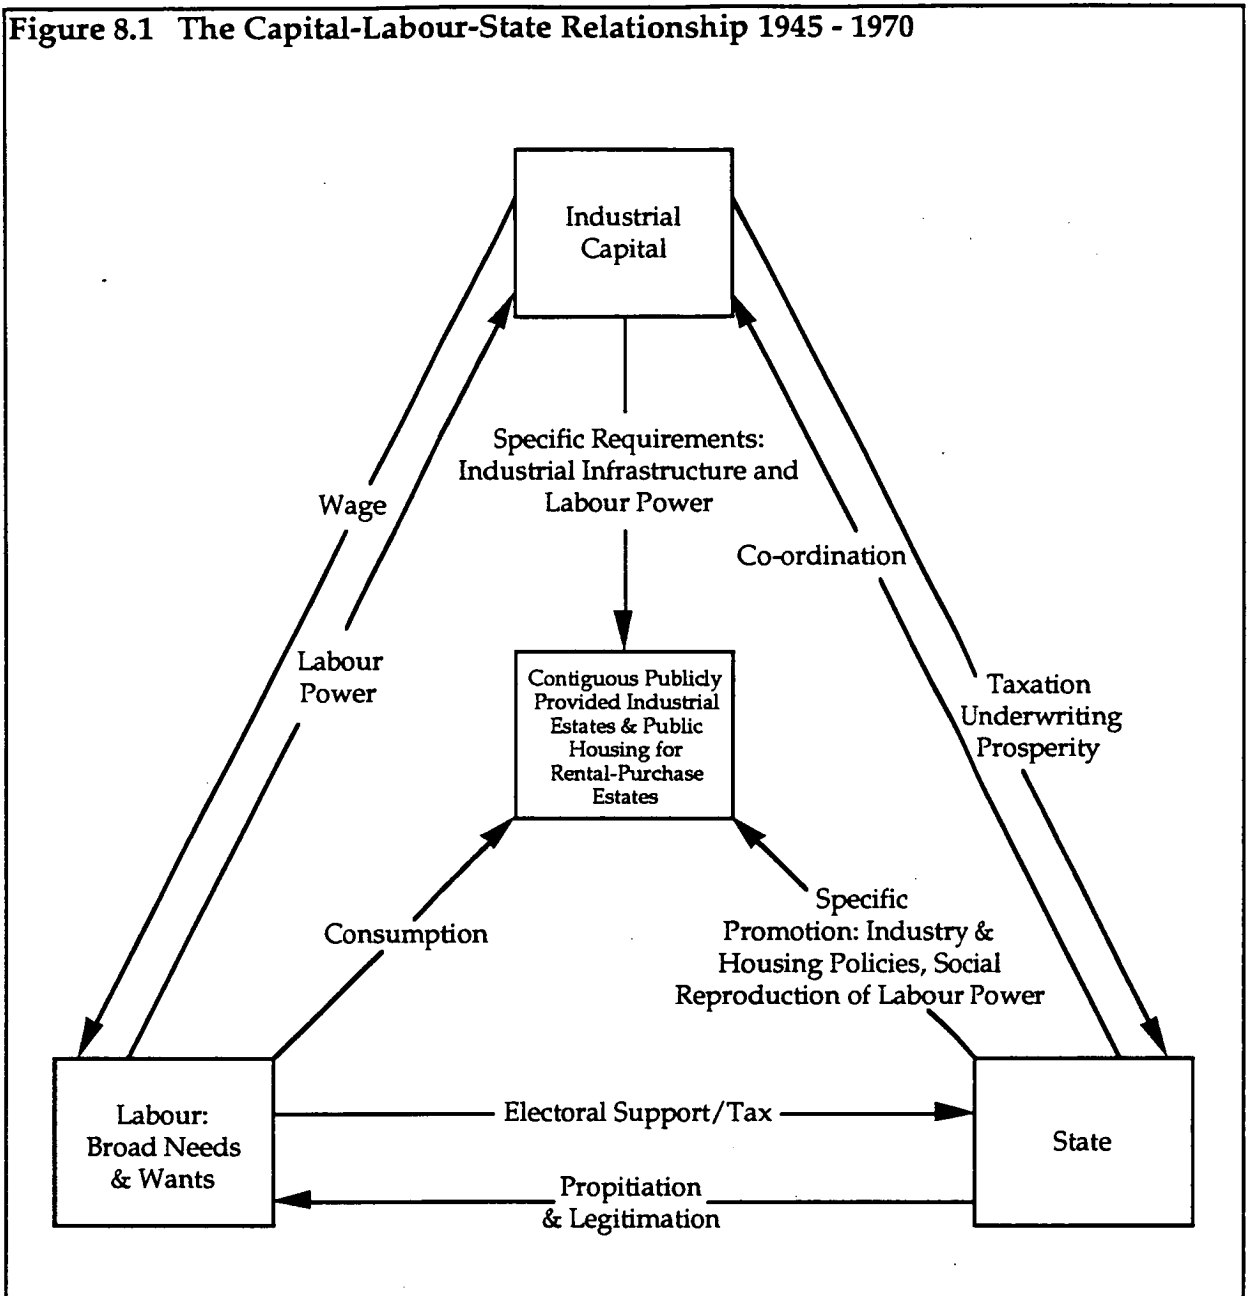 Figure 8.1 The Capital-Labour-State Relationship 1945 - 1970
Industrial
Capital
Specific Requirements:
Industrial Infrastructure and
Labour Power
Wage
Co-ordination
Labour
Power
Contiguous Publicly
Provided Industrial
Estates & Public
Housing for
Rental-Purchase
Estates
Taxation
Underwriting
Prosperity
Consumption
Specific
Promotion: Industry &
Housing Policies, Social
Reproduction of Labour Power
Labour:
Broad Needs
& Wants
Electoral Support/Tax
State
Propitiation
& Legitimation